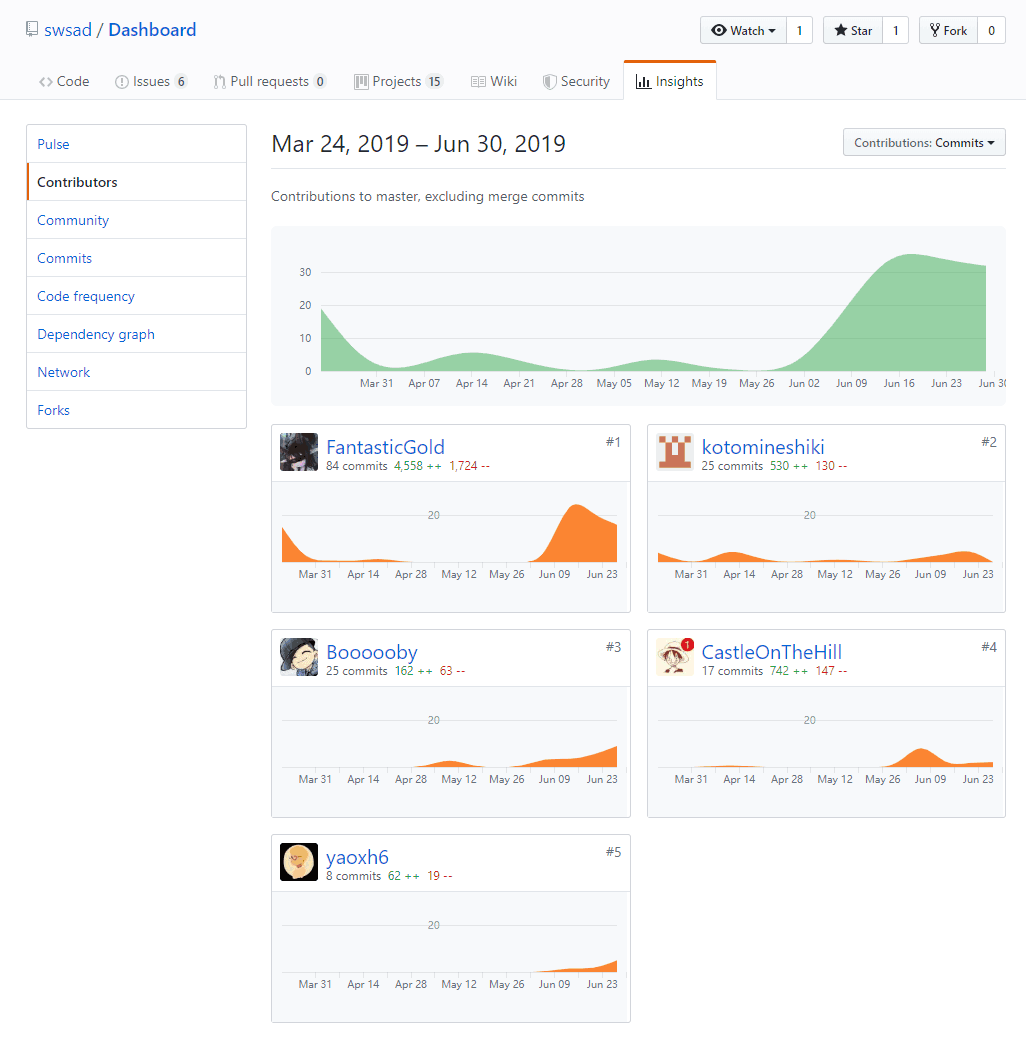 swsad / Dashboard
Watch 1 Star 1 Fork 0
Code Issues 6 Pull requests 0 Projects 15 Wiki Security Insights
Pulse
Contributors
Community
Commits
Code frequency
Dependency graph
Network
Forks
Mar 24, 2019 – Jun 30, 2019
Contributions: Commits
Contributions to master, excluding merge commits
30
20
10
0
Mar 31 Apr 07 Apr 14 Apr 21 Apr 28 May 05 May 12 May 19 May 26 Jun 02 Jun 09 Jun 16 Jun 23 Jun 30
FantasticGold #1
84 commits 4,558 ++ 1,724 --
20
Mar 31 Apr 14 Apr 28 May 12 May 26 Jun 09 Jun 23
kotomineshiki #2
25 commits 530 ++ 130 --
20
Mar 31 Apr 14 Apr 28 May 12 May 26 Jun 09 Jun 23
Boooooby #3
25 commits 162 ++ 63 --
20
Mar 31 Apr 14 Apr 28 May 12 May 26 Jun 09 Jun 23
1
CastleOnTheHill #4
17 commits 742 ++ 147 --
20
Mar 31 Apr 14 Apr 28 May 12 May 26 Jun 09 Jun 23
yaoxh6 #5
8 commits 62 ++ 19 --
20
Mar 31 Apr 14 Apr 28 May 12 May 26 Jun 09 Jun 23